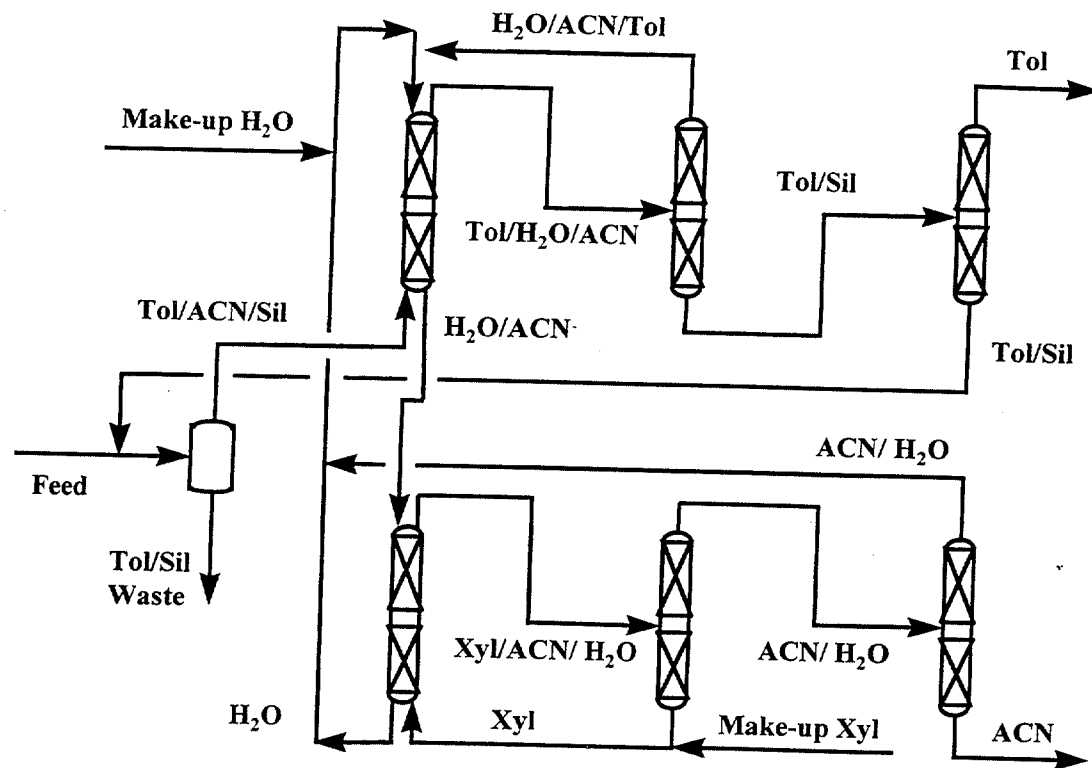 H₂O/ACN/Tol
Tol
Make-up H₂O
Tol/Sil
Tol/H₂O/ACN
Tol/ACN/Sil
H₂O/ACN
Tol/Sil
ACN/ H₂O
Feed
Tol/Sil
Waste
Xyl/ACN/ H₂O
ACN/ H₂O
H₂O
Xyl
Make-up Xyl
ACN